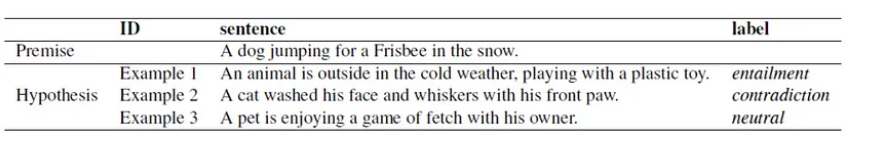 ID sentence label
Premise A dog jumping for a Frisbee in the snow.
Example 1 An animal is outside in the cold weather, playing with a plastic toy. entailment
Hypothesis Example 2 A cat washed his face and whiskers with his front paw. contradiction
Example 3 A pet is enjoying a game of fetch with his owner. neutral